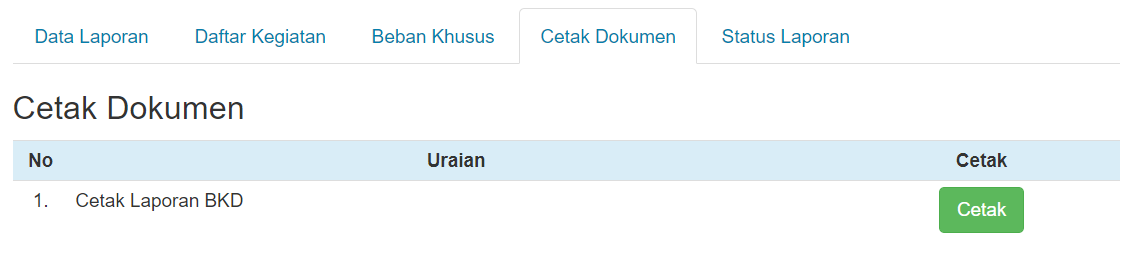 Data Laporan Daftar Kegiatan Beban Khusus Cetak Dokumen Status Laporan
Cetak Dokumen
No Uraian Cetak
1. Cetak Laporan BKD Cetak